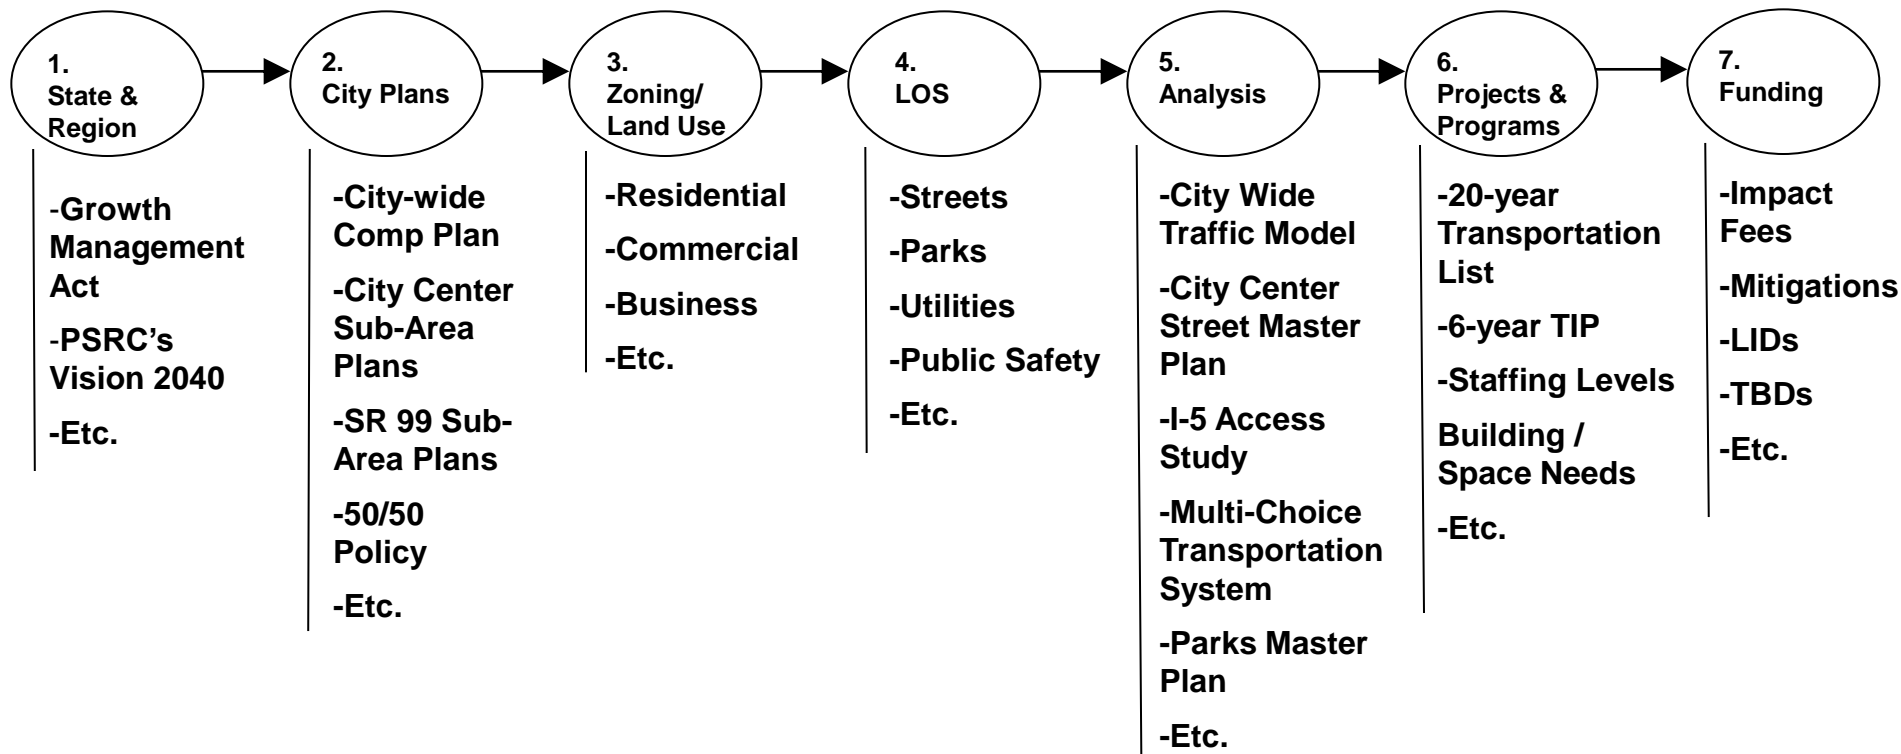 1.
State &
Region
2.
City Plans
3.
Zoning/
Land Use
4.
LOS
5.
Analysis
6.
Projects &
Programs
7.
Funding
-Growth
Management
Act
-PSRC’s
Vision 2040
-Etc.
-City-wide
Comp Plan
-City Center
Sub-Area
Plans
-SR 99 Sub-
Area Plans
-50/50
Policy
-Etc.
-Residential
-Commercial
-Business
-Etc.
-Streets
-Parks
-Utilities
-Public Safety
-Etc.
-City Wide
Traffic Model
-City Center
Street Master
Plan
-I-5 Access
Study
-Multi-Choice
Transportation
System
-Parks Master
Plan
-Etc.
-20-year
Transportation
List
-6-year TIP
-Staffing Levels
Building /
Space Needs
-Etc.
-Impact
Fees
-Mitigations
-LIDs
-TBDs
-Etc.